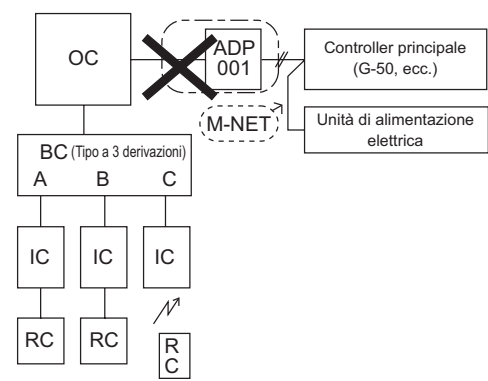 OC
ADP
001
Controller principale
(G-50, ecc.)
M-NET
Unità di alimentazione
elettrica
BC (Tipo a 3 derivazioni)
A B C
IC IC IC
RC RC R
C